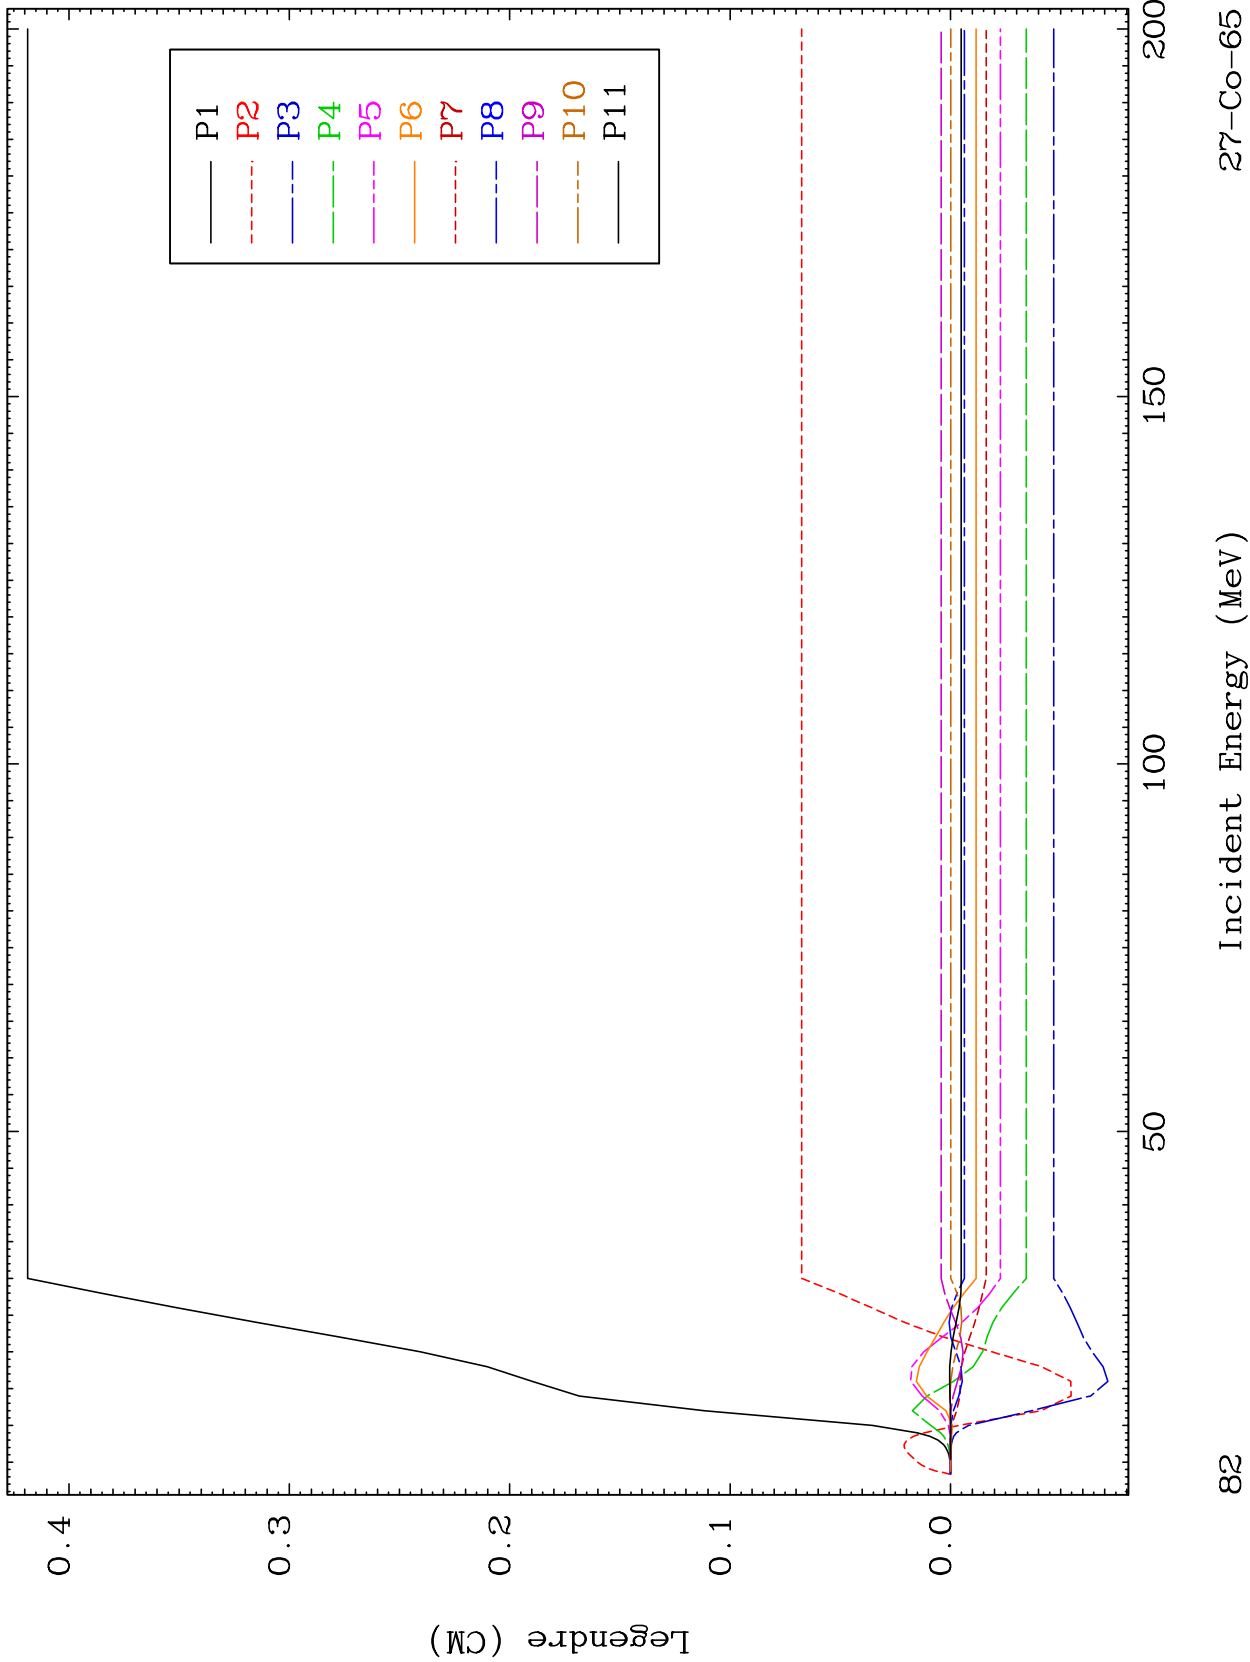 Legendre (CM)
0.4
0.3
0.2
0.1
0.0
P1
P2
P3
P4
P5
P6
P7
P8
P9
P10
P11
50
100
150
200
82
Incident Energy (MeV)
27-Co-65